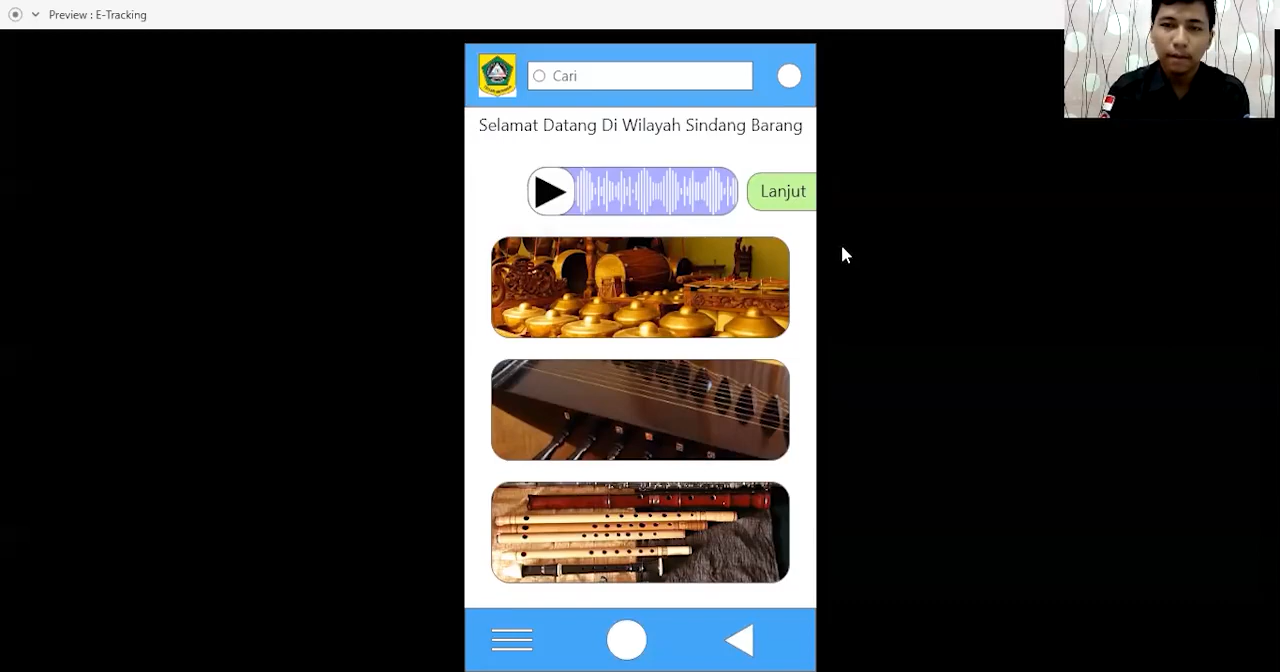 Preview : E-Tracking
Cari
Selamat Datang Di Wilayah Sindang Barang
Lanjut